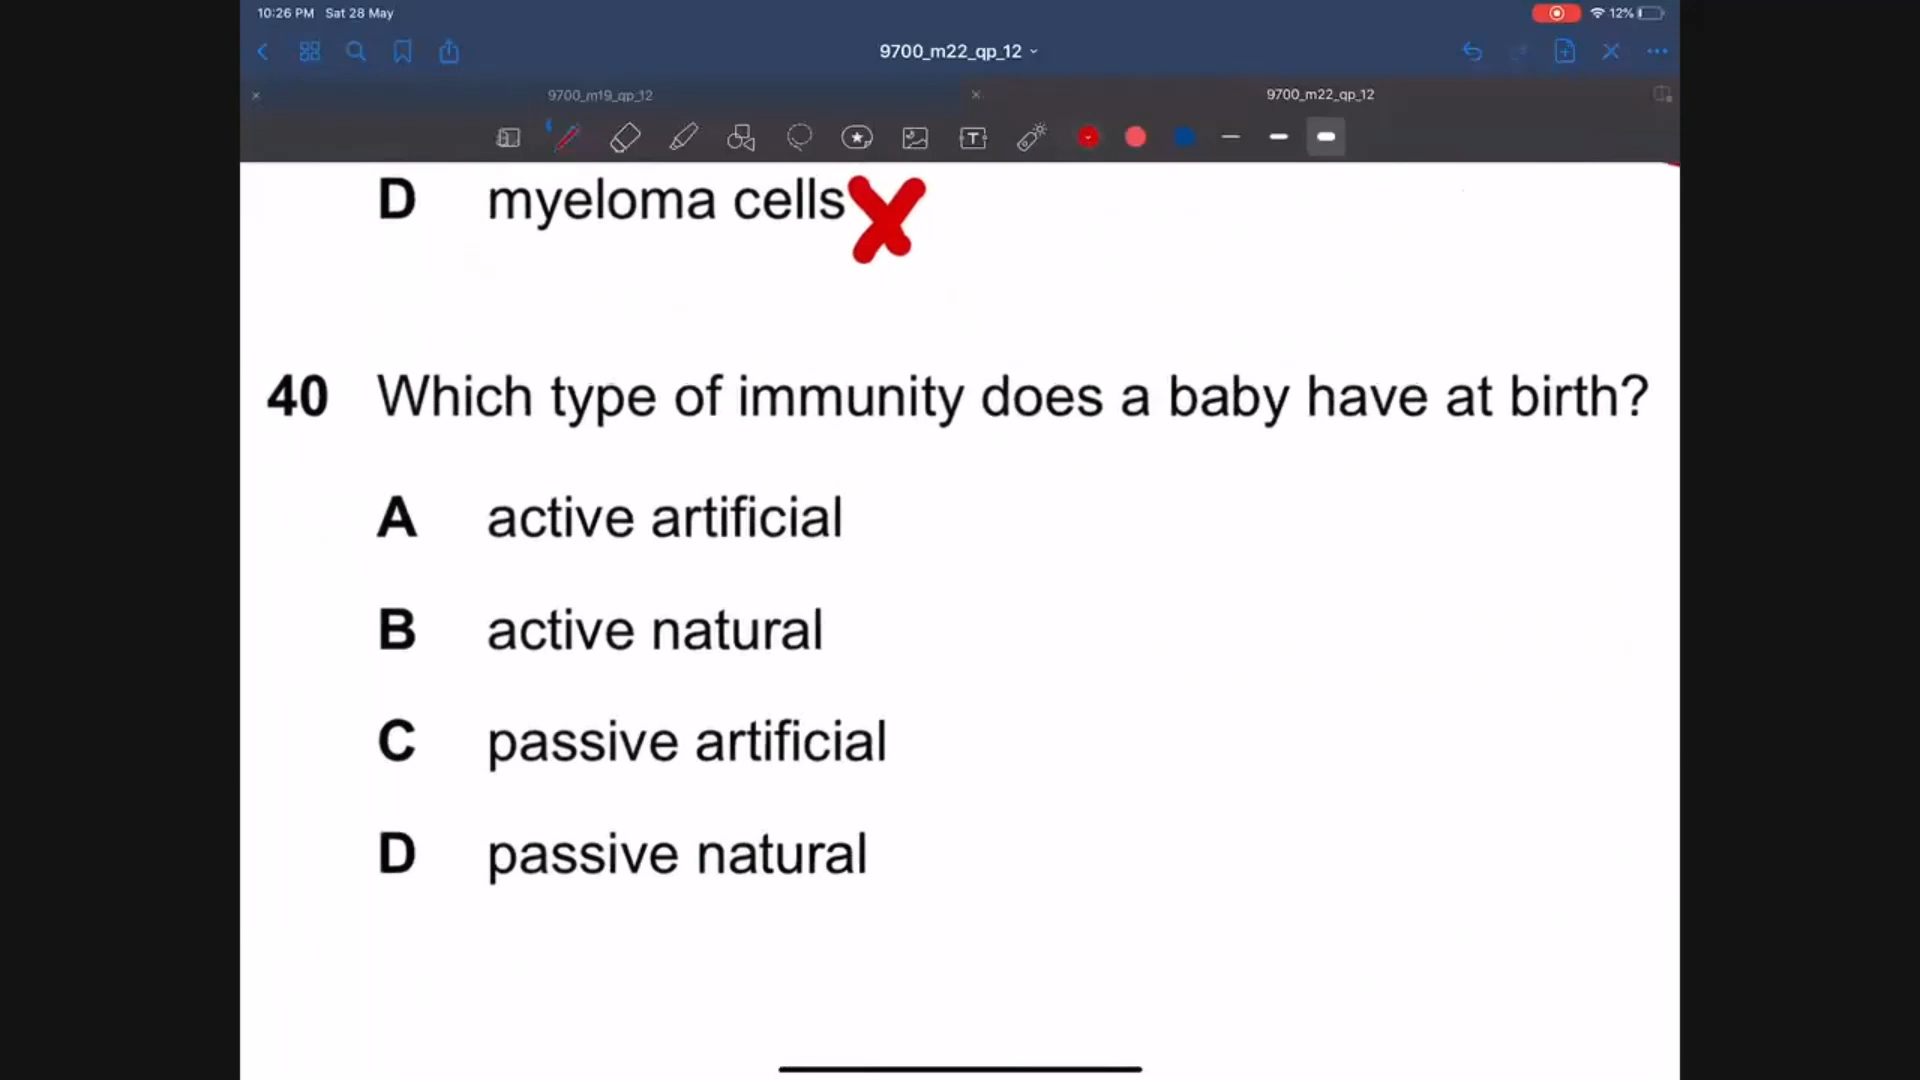 10:26 PM Sat 28 May
12%
9700_m22_qp_12
9700_m19_qp_12
9700_m22_qp_12
D myeloma cells
40 Which type of immunity does a baby have at birth?
A active artificial
B active natural
C passive artificial
D passive natural